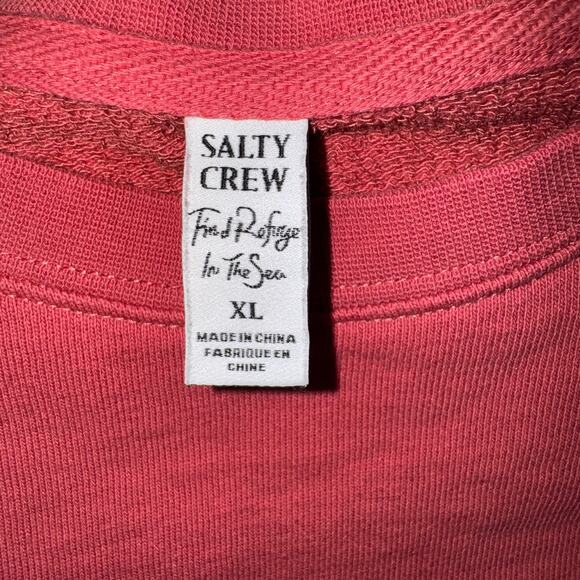 SALTY
CREW
Find Refuge
In The Sea
XL
MADE IN CHINA
FABRIQUE EN
CHINE